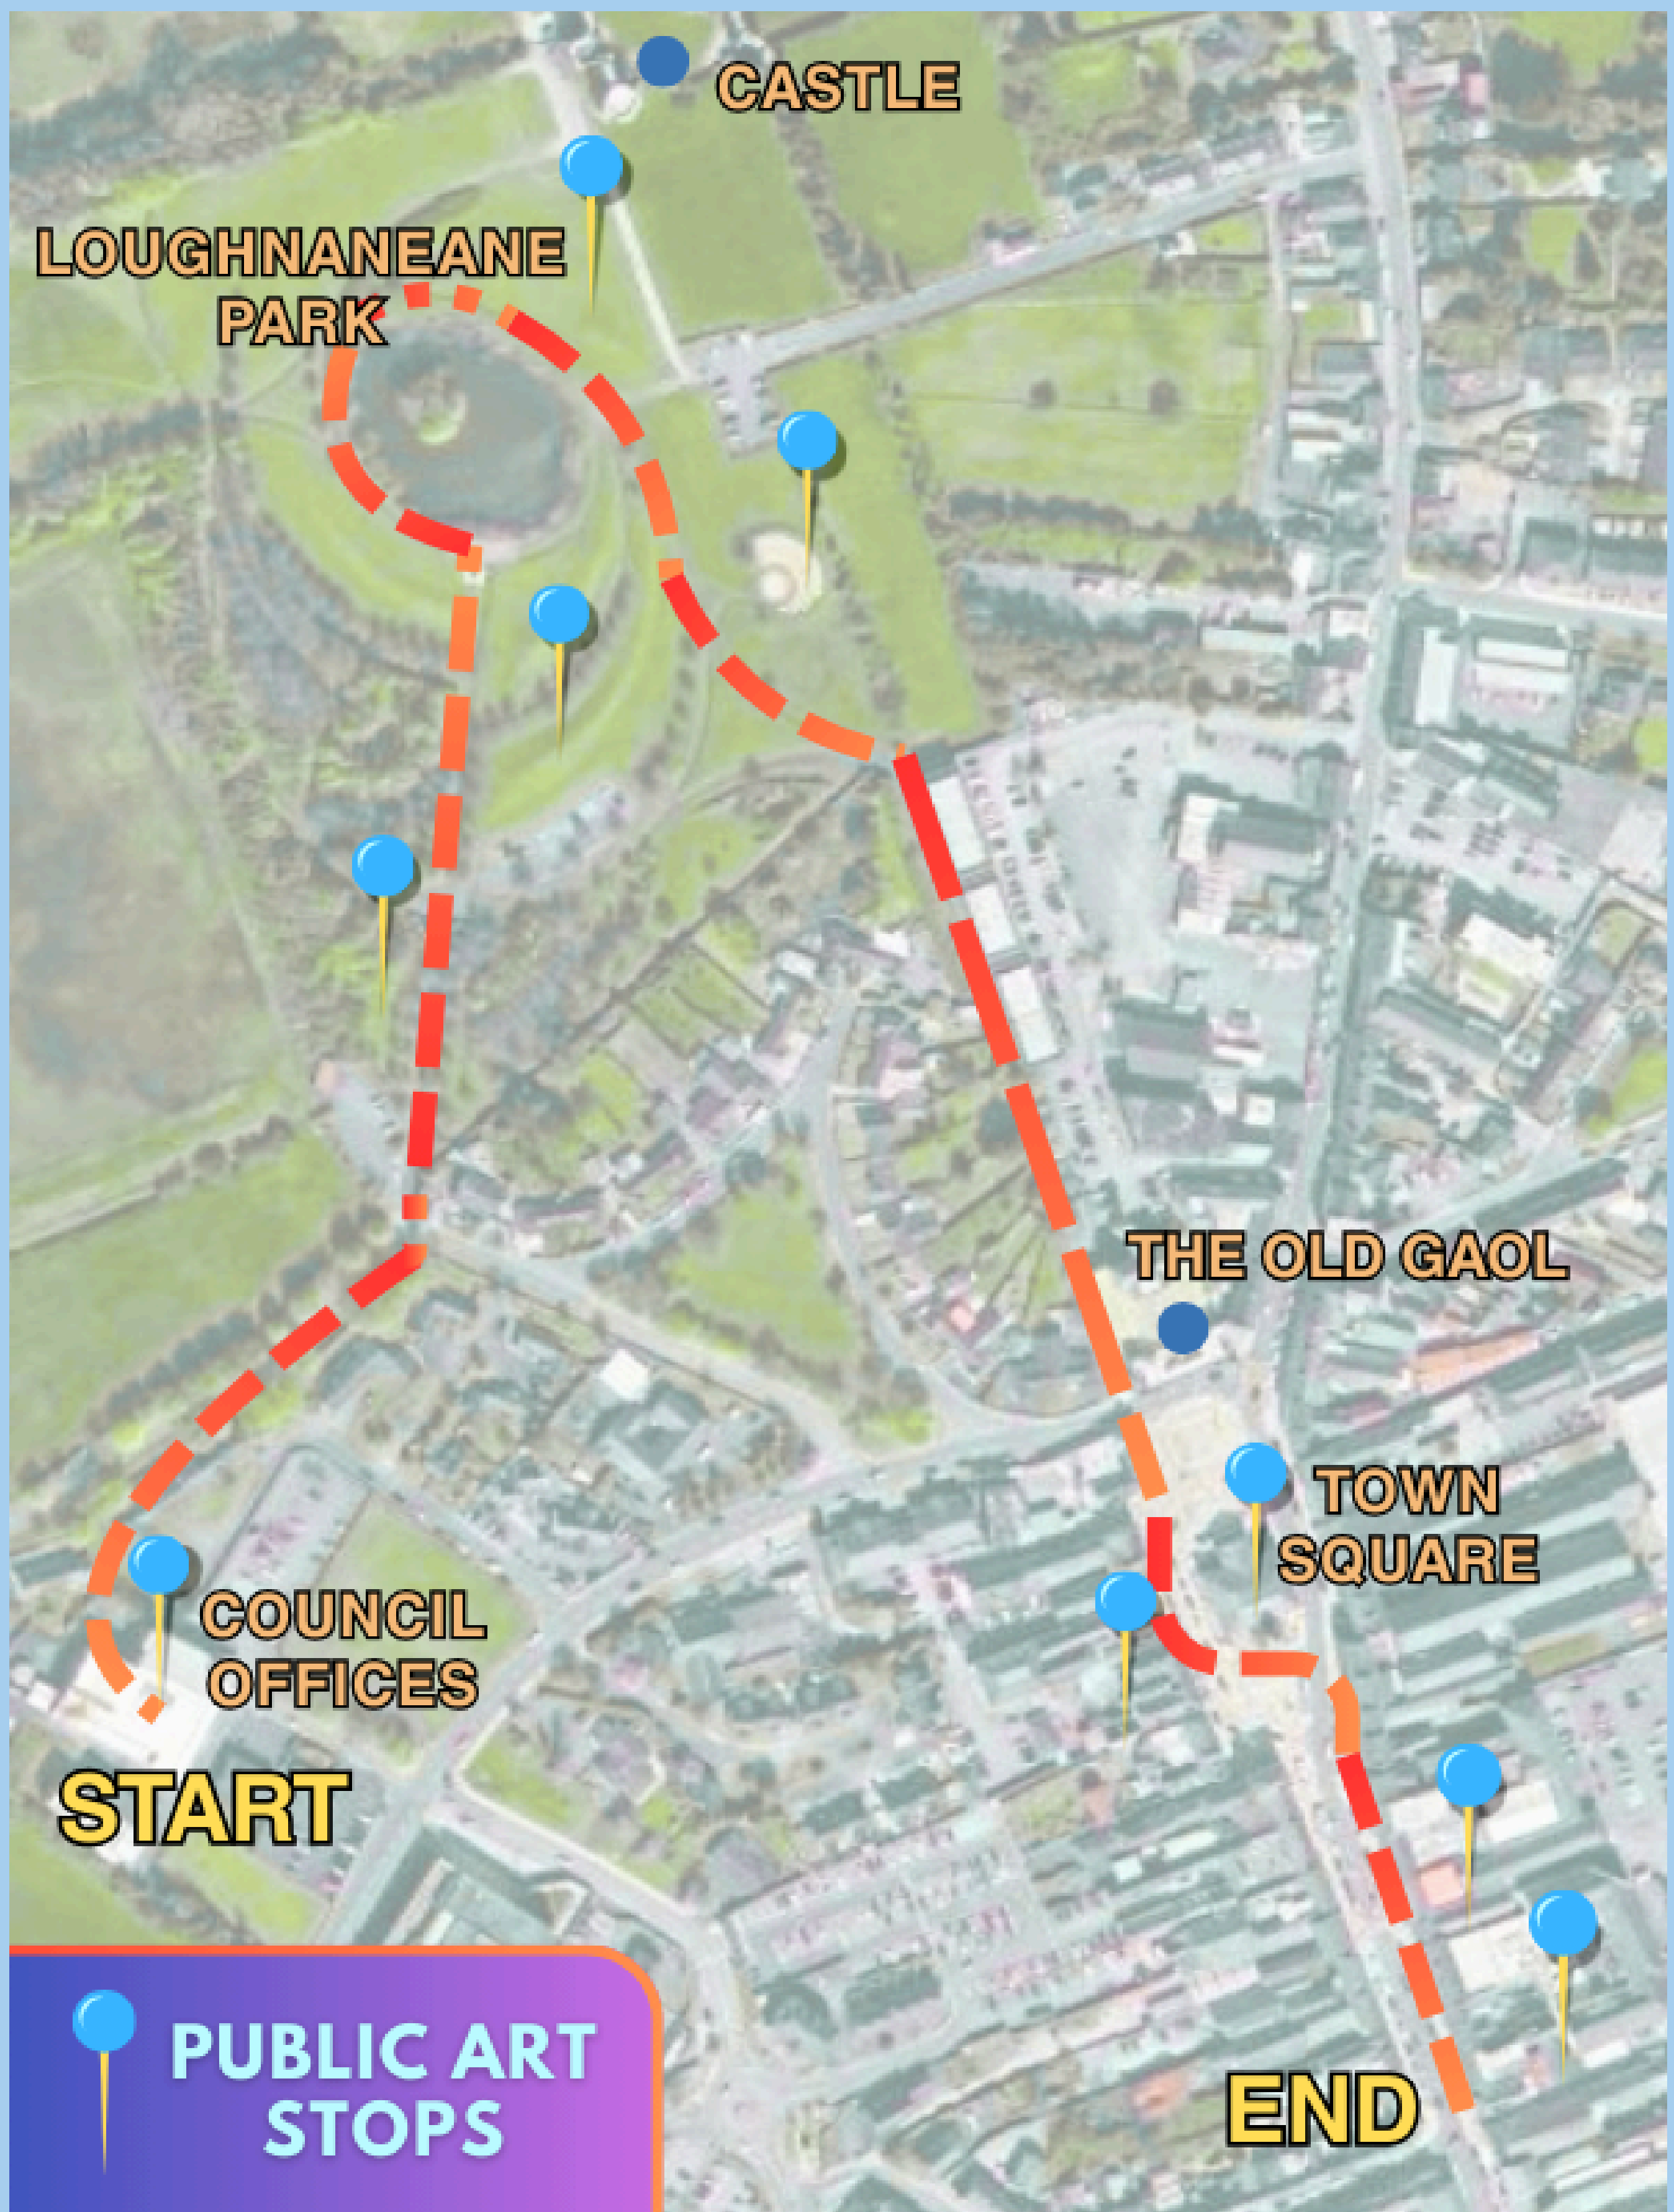 CASTLE
LOUGHNANEANE
PARK
THE OLD GAOL
TOWN
SQUARE
COUNCIL
OFFICES
START
END
PUBLIC ART
STOPS